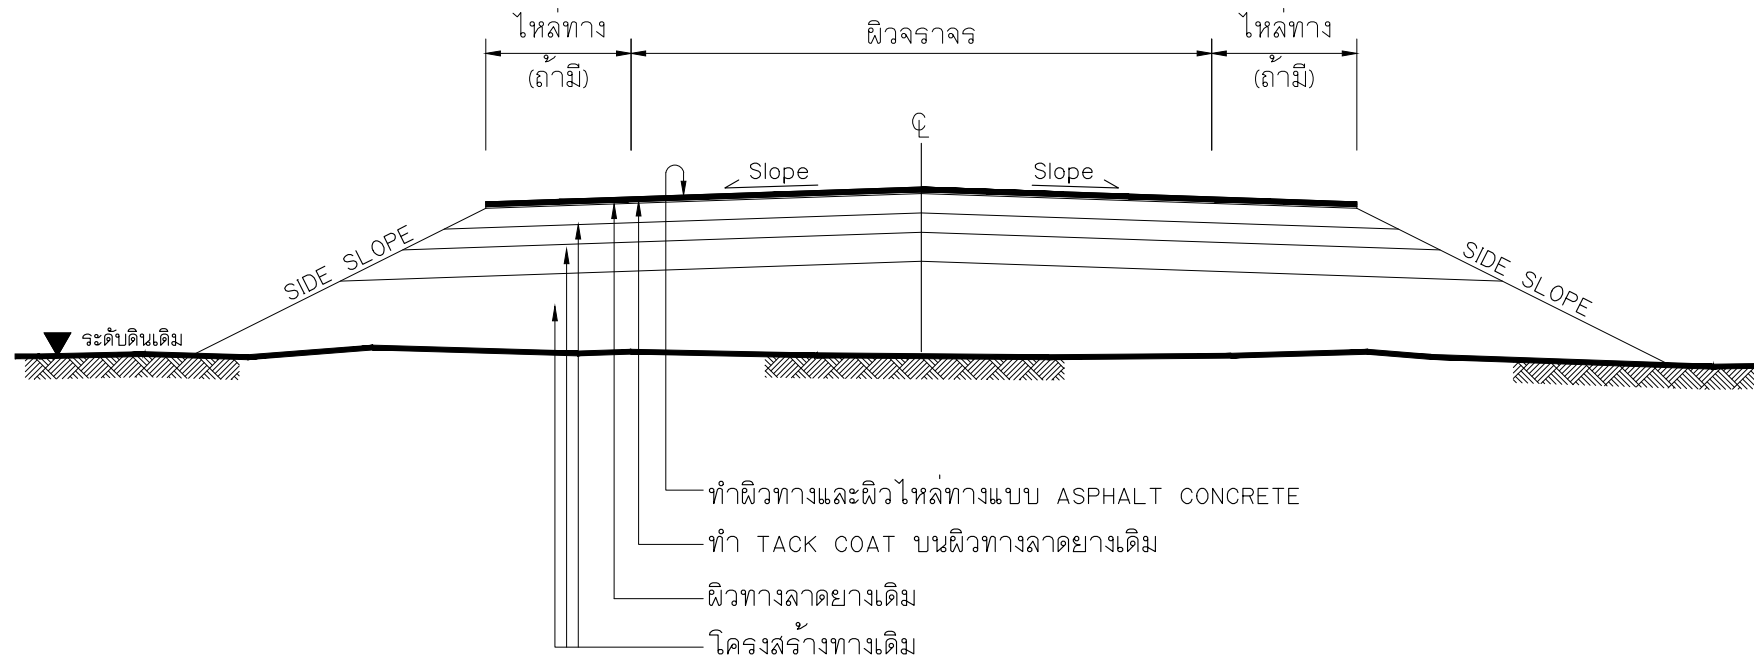 ไหล่ทาง
(ถ้ามี)
ผิวจราจร
ไหล่ทาง
(ถ้ามี)
CL
Slope
Slope
SIDE SLOPE
SIDE SLOPE
ระดับดินเดิม
ทำผิวทางและผิวไหล่ทางแบบ ASPHALT CONCRETE
ทำ TACK COAT บนผิวทางลาดยางเดิม
ผิวทางลาดยางเดิม
โครงสร้างทางเดิม